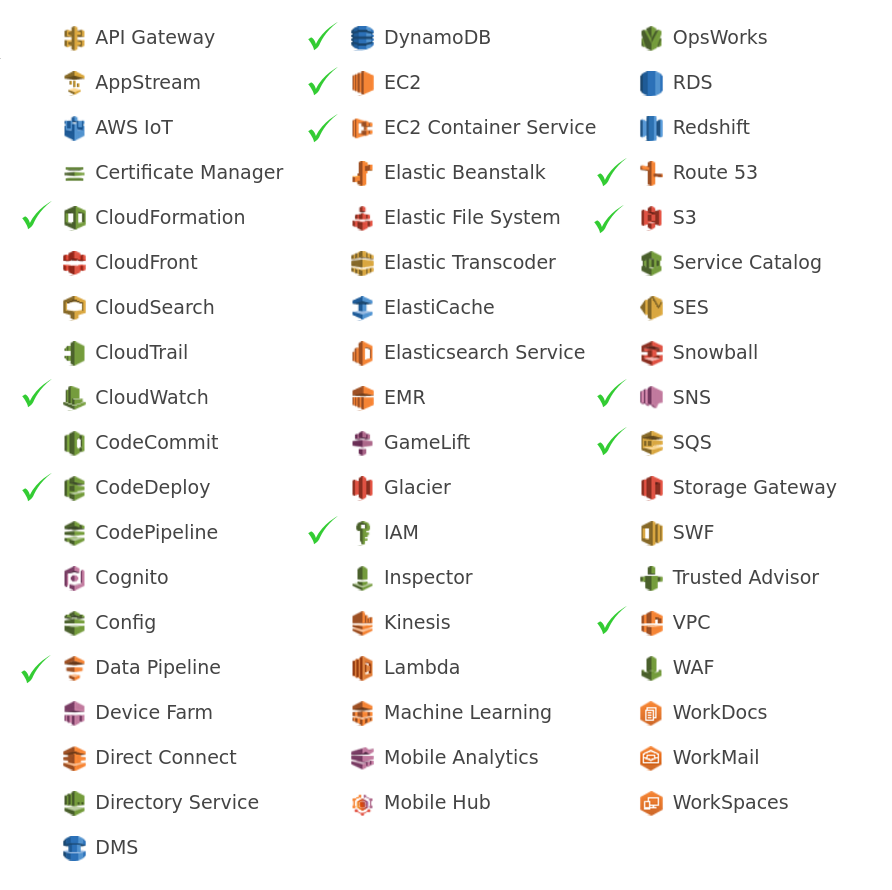 API Gateway
AppStream
AWS IoT
Certificate Manager
CloudFormation
CloudFront
CloudSearch
CloudTrail
CloudWatch
CodeCommit
CodeDeploy
CodePipeline
Cognito
Config
Data Pipeline
Device Farm
Direct Connect
Directory Service
DMS
DynamoDB
EC2
EC2 Container Service
Elastic Beanstalk
Elastic File System
Elastic Transcoder
ElastiCache
Elasticsearch Service
EMR
GameLift
Glacier
IAM
Inspector
Kinesis
Lambda
Machine Learning
Mobile Analytics
Mobile Hub
OpsWorks
RDS
Redshift
Route 53
S3
Service Catalog
SES
Snowball
SNS
SQS
Storage Gateway
SWF
Trusted Advisor
VPC
WAF
WorkDocs
WorkMail
WorkSpaces